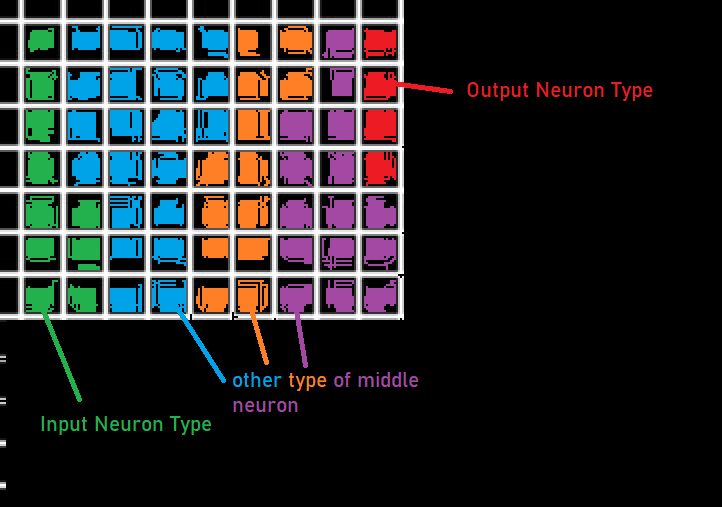 Output Neuron Type
other type of middle
neuron
Input Neuron Type